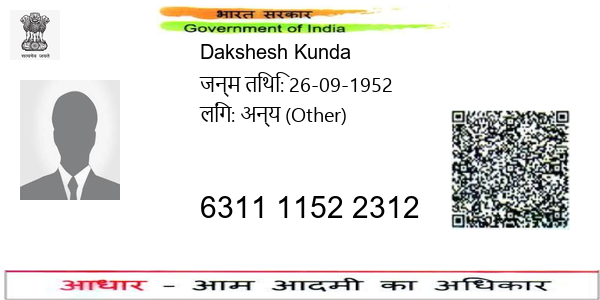 भारत सरकार
Government of India
सत्यमेव जयते
Dakshesh Kunda
जन्म तिथि: 26-09-1952
लिंग: अन्य (Other)
6311 1152 2312
आधार - आम आदमी का अधिकार